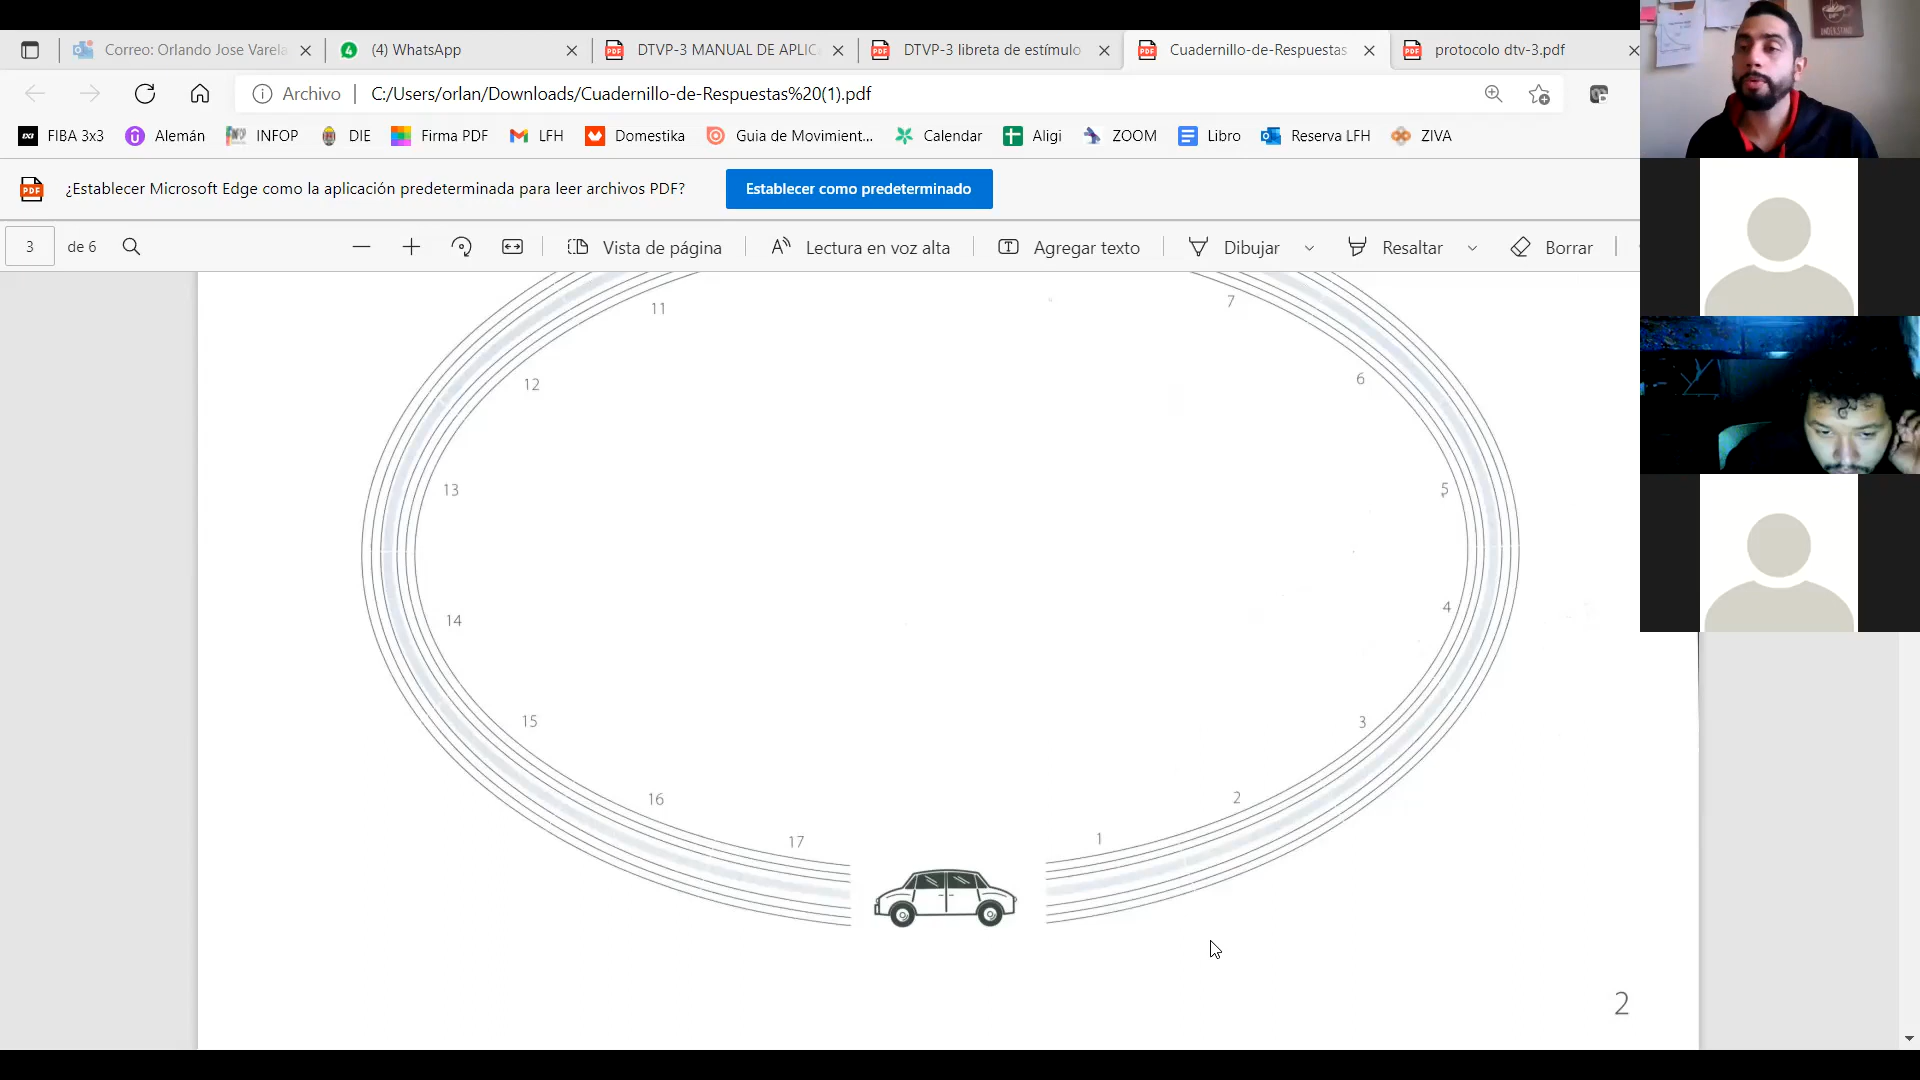 Correo: Orlando Jose Varela
(4) WhatsApp
DTVP-3 MANUAL DE APLIC
DTVP-3 libreta de estímulo
Cuadernillo-de-Respuestas
protocolo dtv-3.pdf
Archivo
C:/Users/orlan/Downloads/Cuadernillo-de-Respuestas%20(1).pdf
FIBA 3x3
Alemán
INFOP
DIE
Firma PDF
LFH
Domestika
Guia de Movimient...
Calendar
Aligi
ZOOM
Libro
Reserva LFH
ZIVA
¿Establecer Microsoft Edge como la aplicación predeterminada para leer archivos PDF?
Establecer como predeterminado
3 de 6
Vista de página
Lectura en voz alta
Agregar texto
Dibujar
Resaltar
Borrar
11
7
12
6
13
5
14
4
15
3
16
2
17
1
2